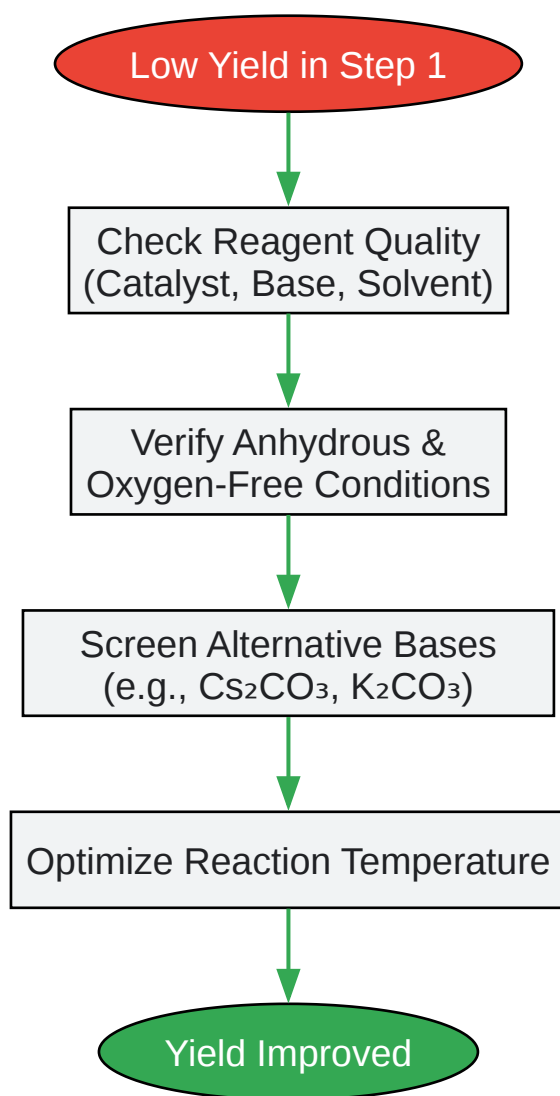 Low Yield in Step 1
Check Reagent Quality
(Catalyst, Base, Solvent)
Verify Anhydrous &
Oxygen-Free Conditions
Screen Alternative Bases
(e.g., Cs₂CO₃, K₂CO₃)
Optimize Reaction Temperature
Yield Improved